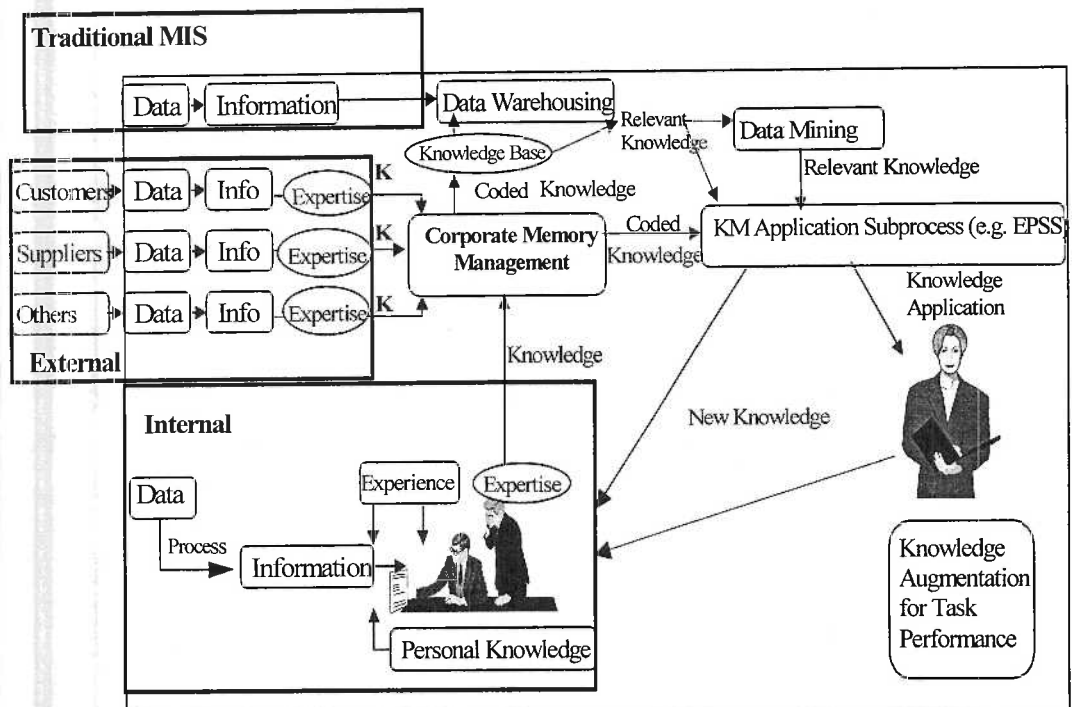 Traditional MIS
Data Information Data Warehousing
Relevant
Knowledge
Data Mining
Knowledge Base
Relevant Knowledge
Customers Data Info Expertise K
Coded Knowledge
Suppliers Data Info Expertise K
Corporate Memory
Management
Coded
Knowledge
KM Application Subprocess (e.g. EPSS)
Others Data Info Expertise K
Knowledge
Application
External
Knowledge
Internal
New Knowledge
Data
Experience
Expertise
Process
Information
Personal Knowledge
Knowledge
Augmentation
for Task
Performance